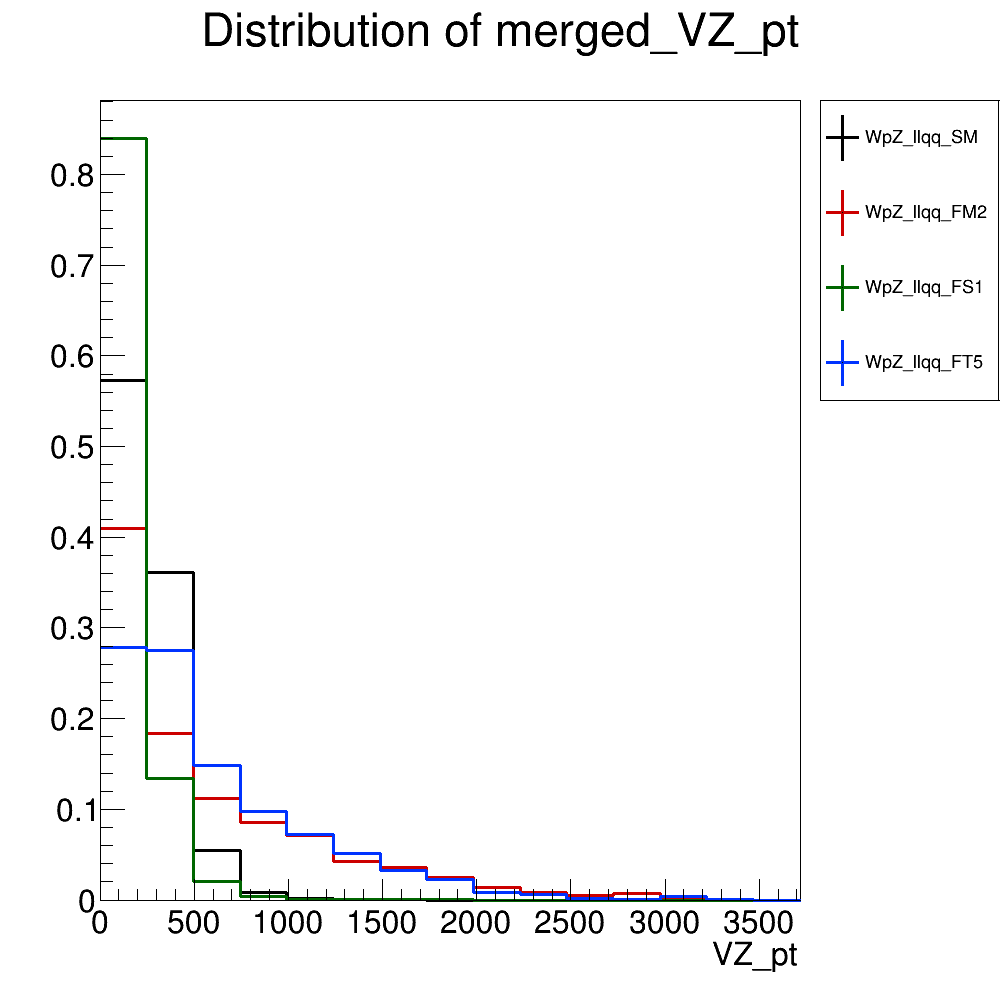 Distribution of merged_VZ_pt
WpZ_llqq_SM
WpZ_llqq_FM2
WpZ_llqq_FS1
WpZ_llqq_FT5
0.8
0.7
0.6
0.5
0.4
0.3
0.2
0.1
0
0 500 1000 1500 2000 2500 3000 3500
VZ_pt